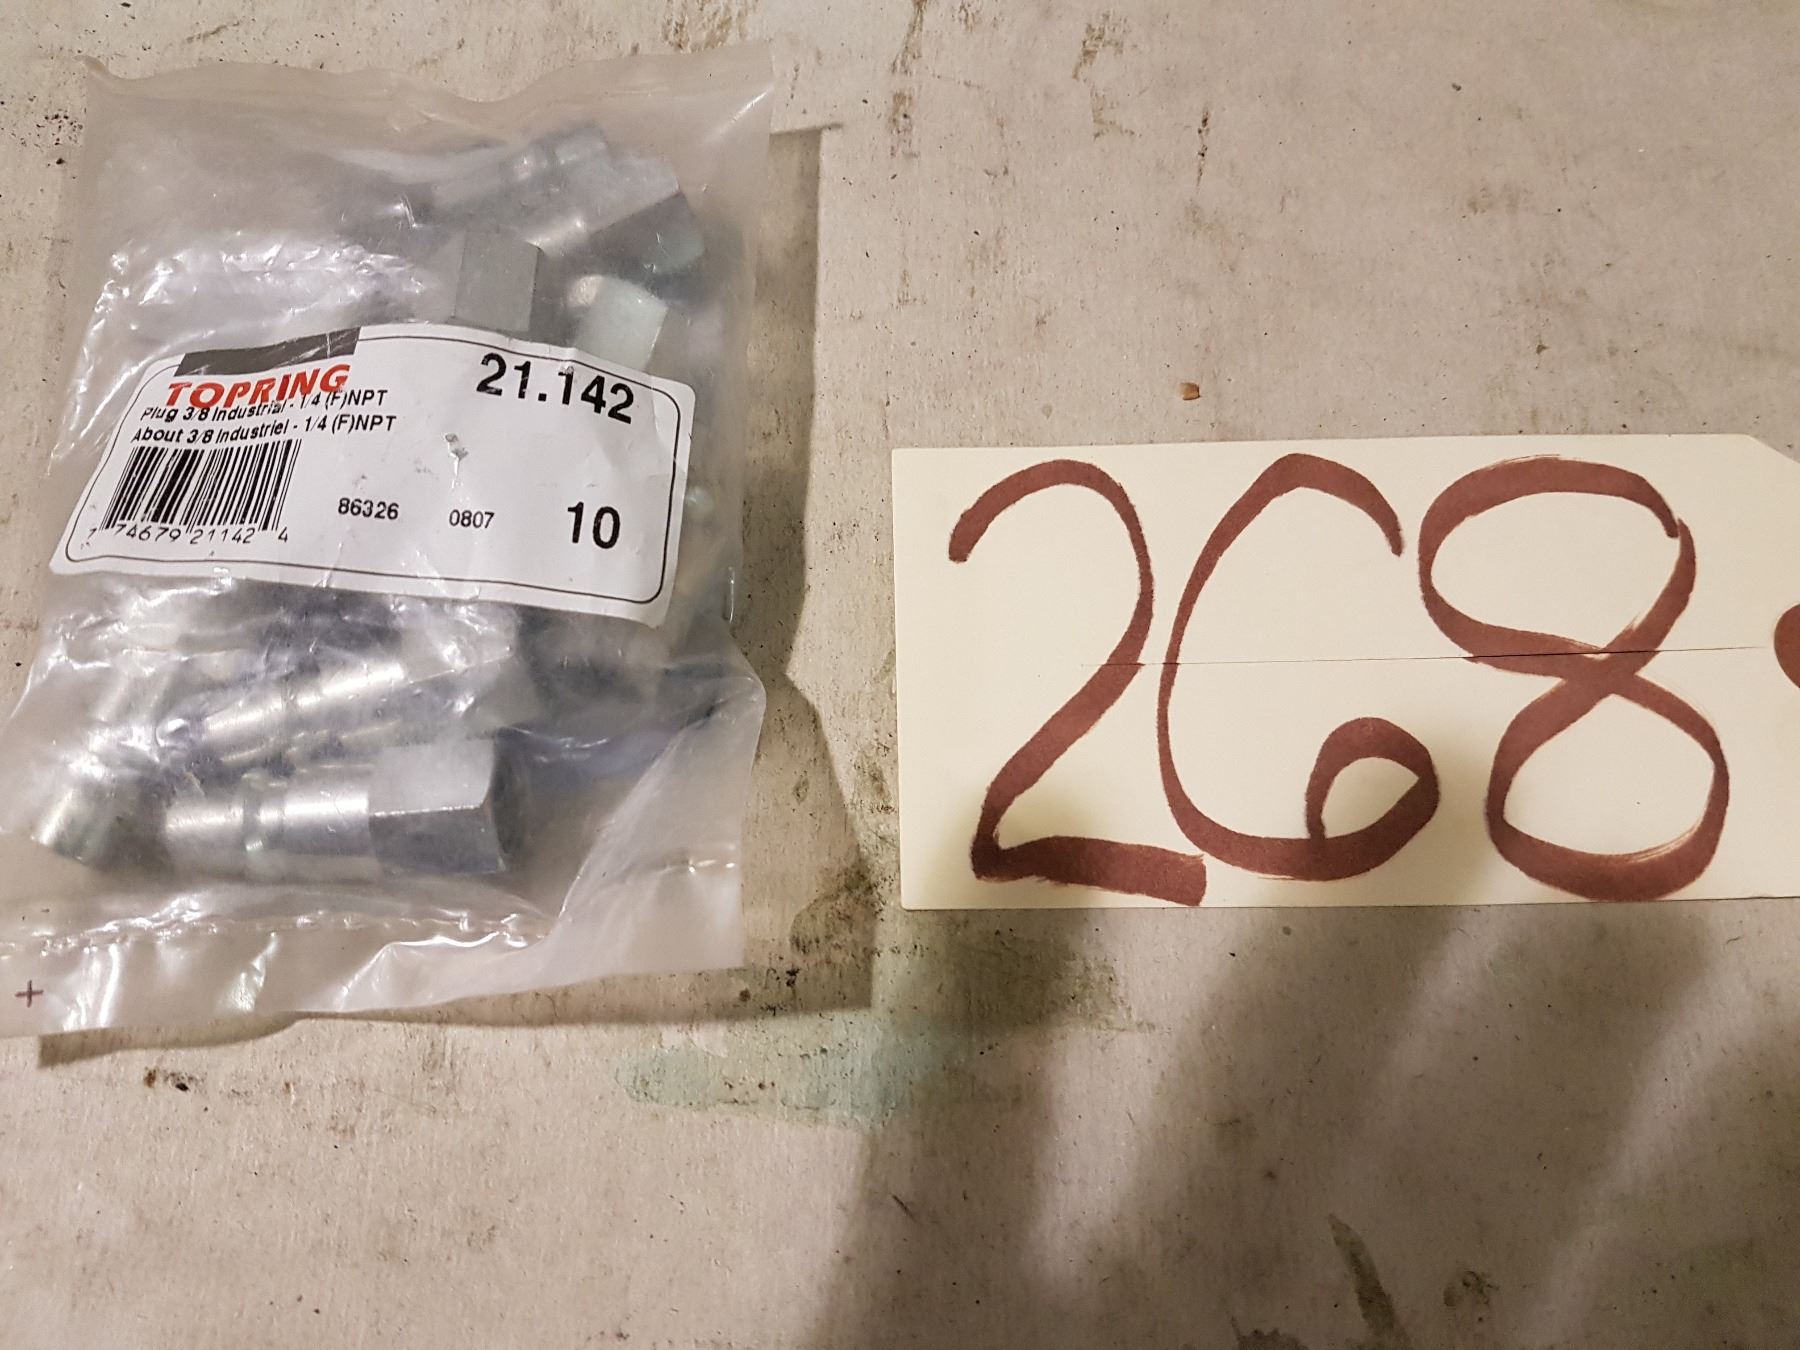 TOPRING
21.142
Plug 3/8 Industrial - 1/4 (F)NPT
About 3/8 Industriel - 1/4 (F)NPT
7 74679 21142 4
86326
0807
10
268